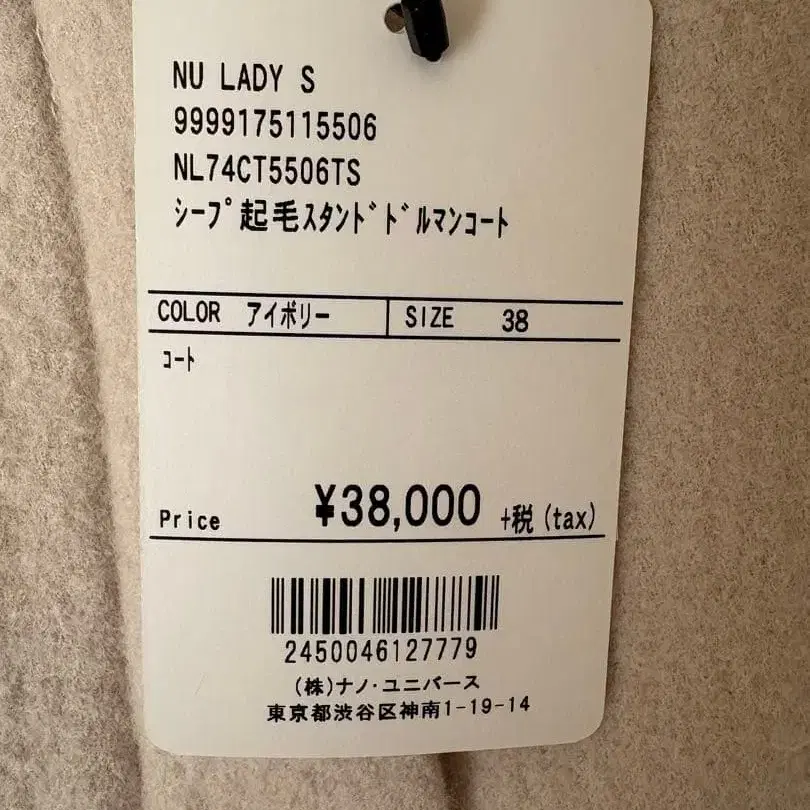 NU LADY S
9999175115506
NL74CT5506TS
シープ起毛スタンドドルマンコート
COLOR アイボリー SIZE 38
コート
Price ¥38,000 +税(tax)
2450046127779
(株)ナノ・ユニバース
東京都渋谷区神南1-19-14